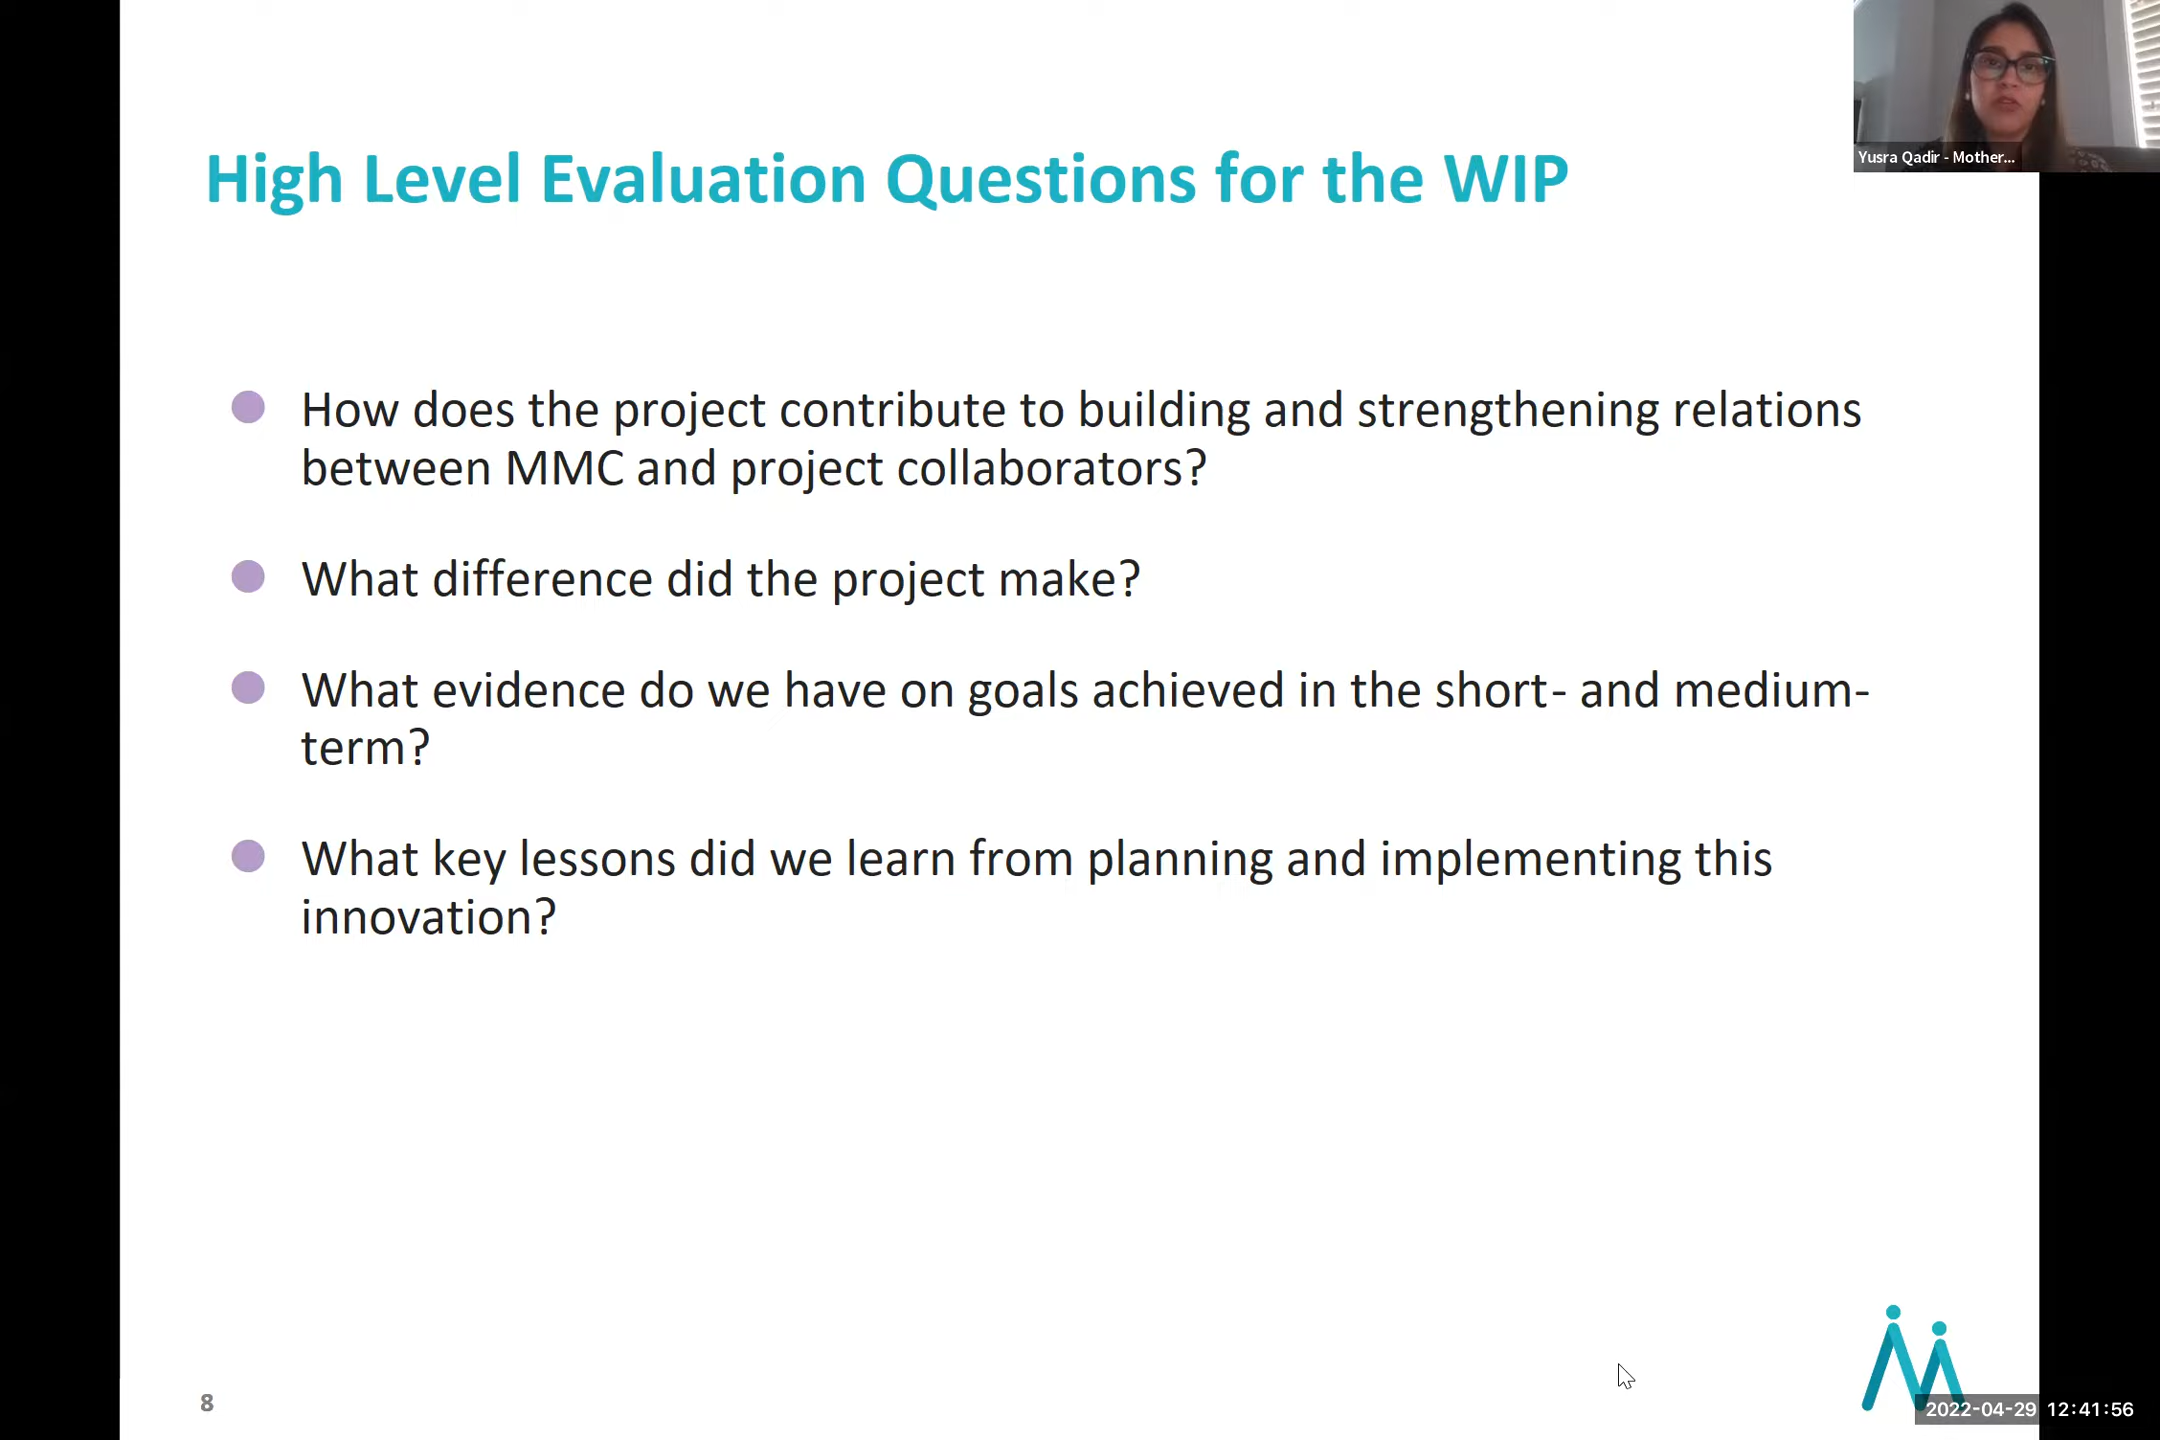 High Level Evaluation Questions for the WIP
Yusra Qadir - Mother...
How does the project contribute to building and strengthening relations
between MMC and project collaborators?
What difference did the project make?
What evidence do we have on goals achieved in the short- and medium-
term?
What key lessons did we learn from planning and implementing this
innovation?
8
2022-04-29 12:41:56